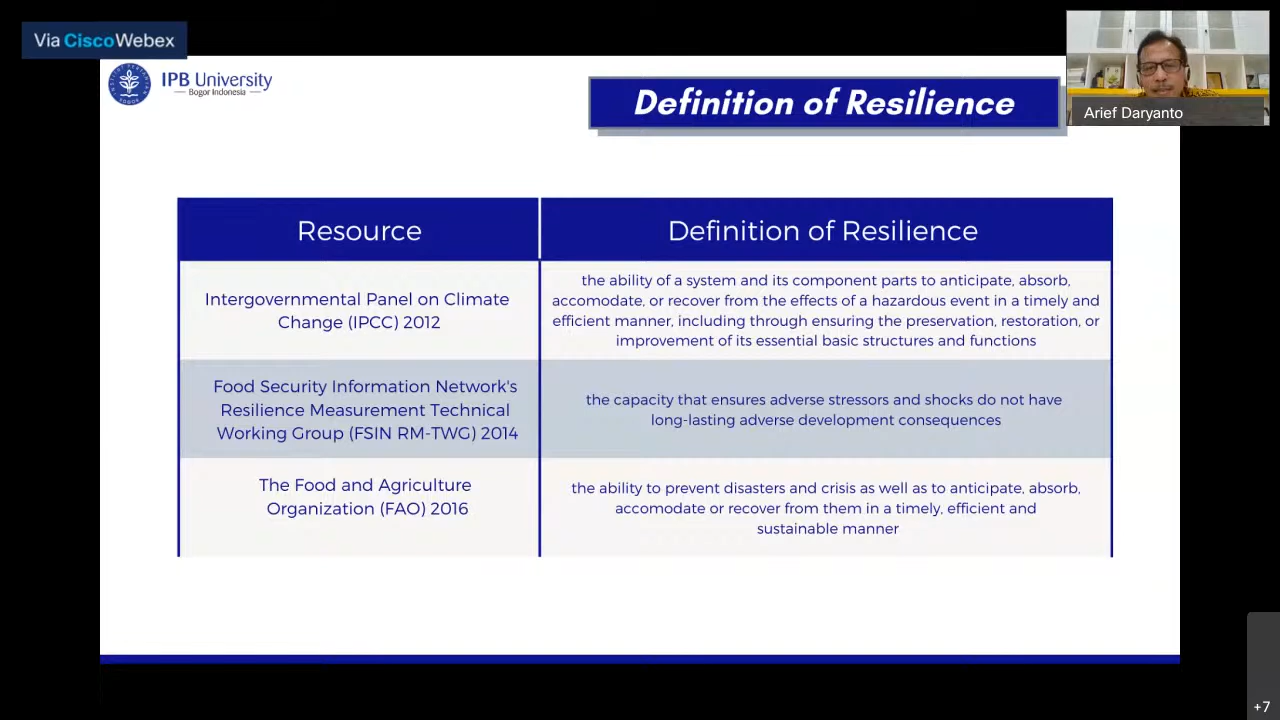 Via CiscoWebex
IPB University
Bogor Indonesia
Definition of Resilience
Arief Daryanto
Resource
Definition of Resilience
Intergovernmental Panel on Climate
Change (IPCC) 2012
the ability of a system and its component parts to anticipate, absorb,
accomodate, or recover from the effects of a hazardous event in a timely and
efficient manner, including through ensuring the preservation, restoration, or
improvement of its essential basic structures and functions
Food Security Information Network's
Resilience Measurement Technical
Working Group (FSIN RM-TWG) 2014
the capacity that ensures adverse stressors and shocks do not have
long-lasting adverse development consequences
The Food and Agriculture
Organization (FAO) 2016
the ability to prevent disasters and crisis as well as to anticipate, absorb,
accomodate or recover from them in a timely, efficient and
sustainable manner
+7